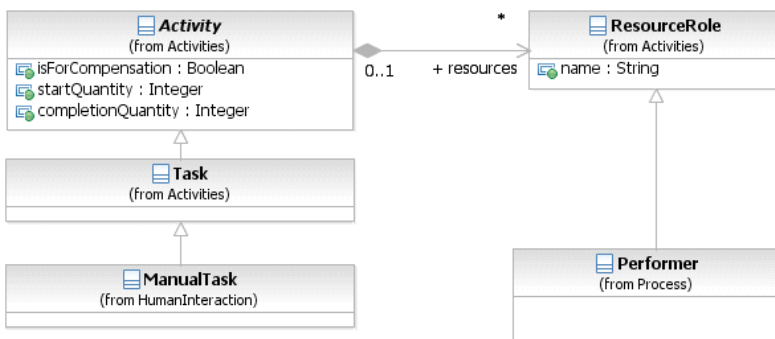 Activity
(from Activities)
isForCompensation : Boolean
startQuantity : Integer
completionQuantity : Integer
0..1
+ resources
*
ResourceRole
(from Activities)
name : String
Task
(from Activities)
ManualTask
(from HumanInteraction)
Performer
(from Process)